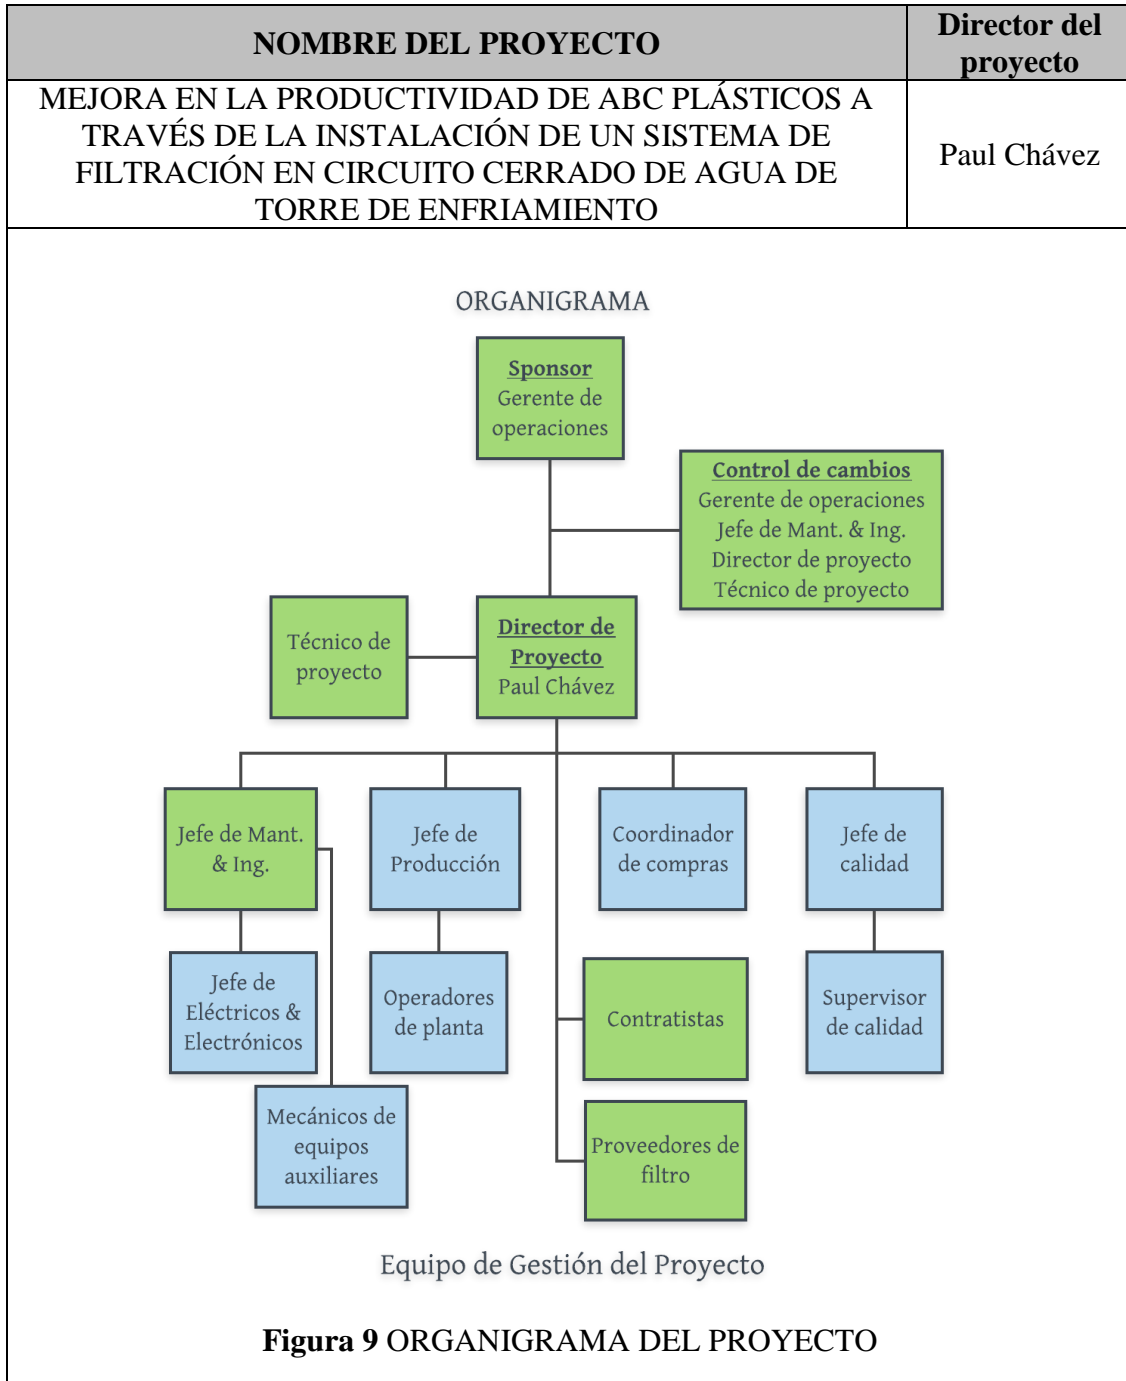 NOMBRE DEL PROYECTO
Director del
proyecto
MEJORA EN LA PRODUCTIVIDAD DE ABC PLÁSTICOS A
TRAVÉS DE LA INSTALACIÓN DE UN SISTEMA DE
FILTRACIÓN EN CIRCUITO CERRADO DE AGUA DE
TORRE DE ENFRIAMIENTO
Paul Chávez
ORGANIGRAMA
Sponsor
Gerente de
operaciones
Control de cambios
Gerente de operaciones
Jefe de Mant. & Ing.
Director de proyecto
Técnico de proyecto
Técnico de
proyecto
Director de
Proyecto
Paul Chávez
Jefe de Mant.
& Ing.
Jefe de
Producción
Coordinador
de compras
Jefe de
calidad
Jefe de
Eléctricos &
Electrónicos
Operadores
de planta
Contratistas
Supervisor
de calidad
Mecánicos de
equipos
auxiliares
Proveedores de
filtro
Equipo de Gestión del Proyecto
Figura 9 ORGANIGRAMA DEL PROYECTO